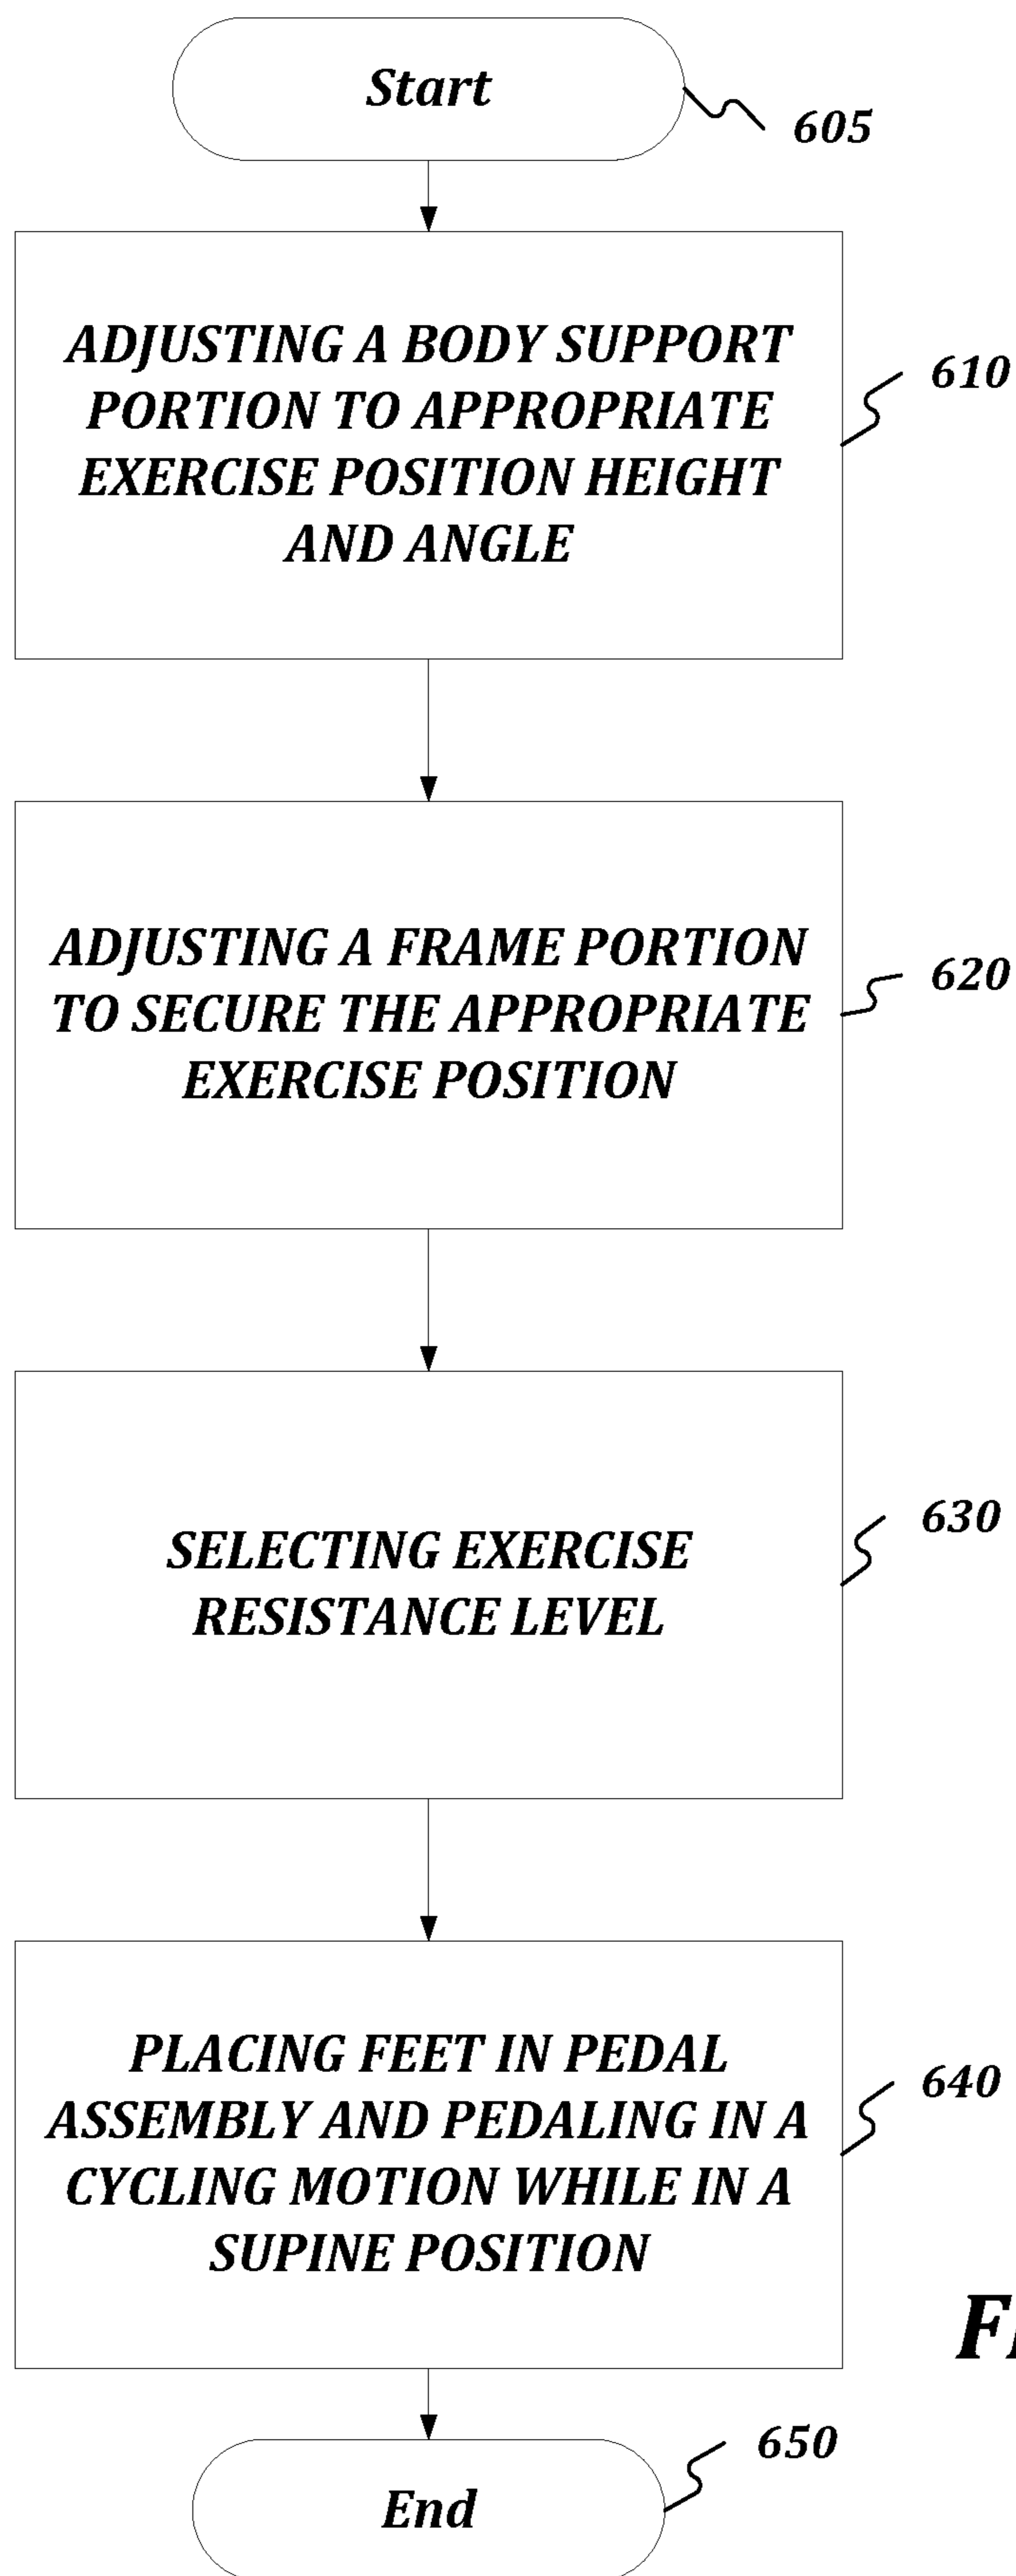 Start
605
ADJUSTING A BODY SUPPORT
PORTION TO APPROPRIATE
EXERCISE POSITION HEIGHT
AND ANGLE
610
ADJUSTING A FRAME PORTION
TO SECURE THE APPROPRIATE
EXERCISE POSITION
620
SELECTING EXERCISE
RESISTANCE LEVEL
630
PLACING FEET IN PEDAL
ASSEMBLY AND PEDALING IN A
CYCLING MOTION WHILE IN A
SUPINE POSITION
640
End
650